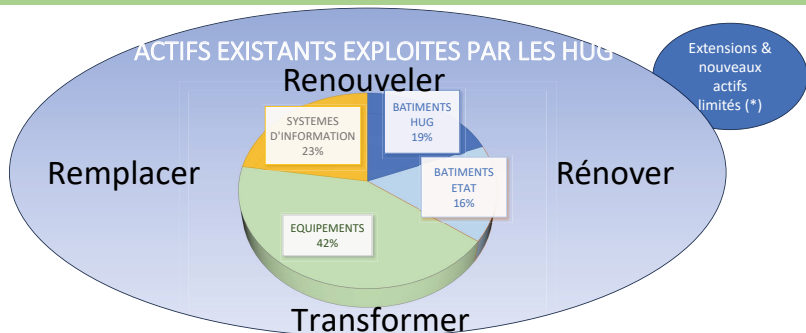 ACTIFS EXISTANTS EXPLOITES PAR LES HUG
Extensions &
nouveaux
actifs
limités (*)
Renouveler
SYSTEMES
D'INFORMATION
23%
BATIMENTS
HUG
19%
Remplacer
BATIMENTS
ETAT
16%
Rénover
EQUIPEMENTS
42%
Transformer